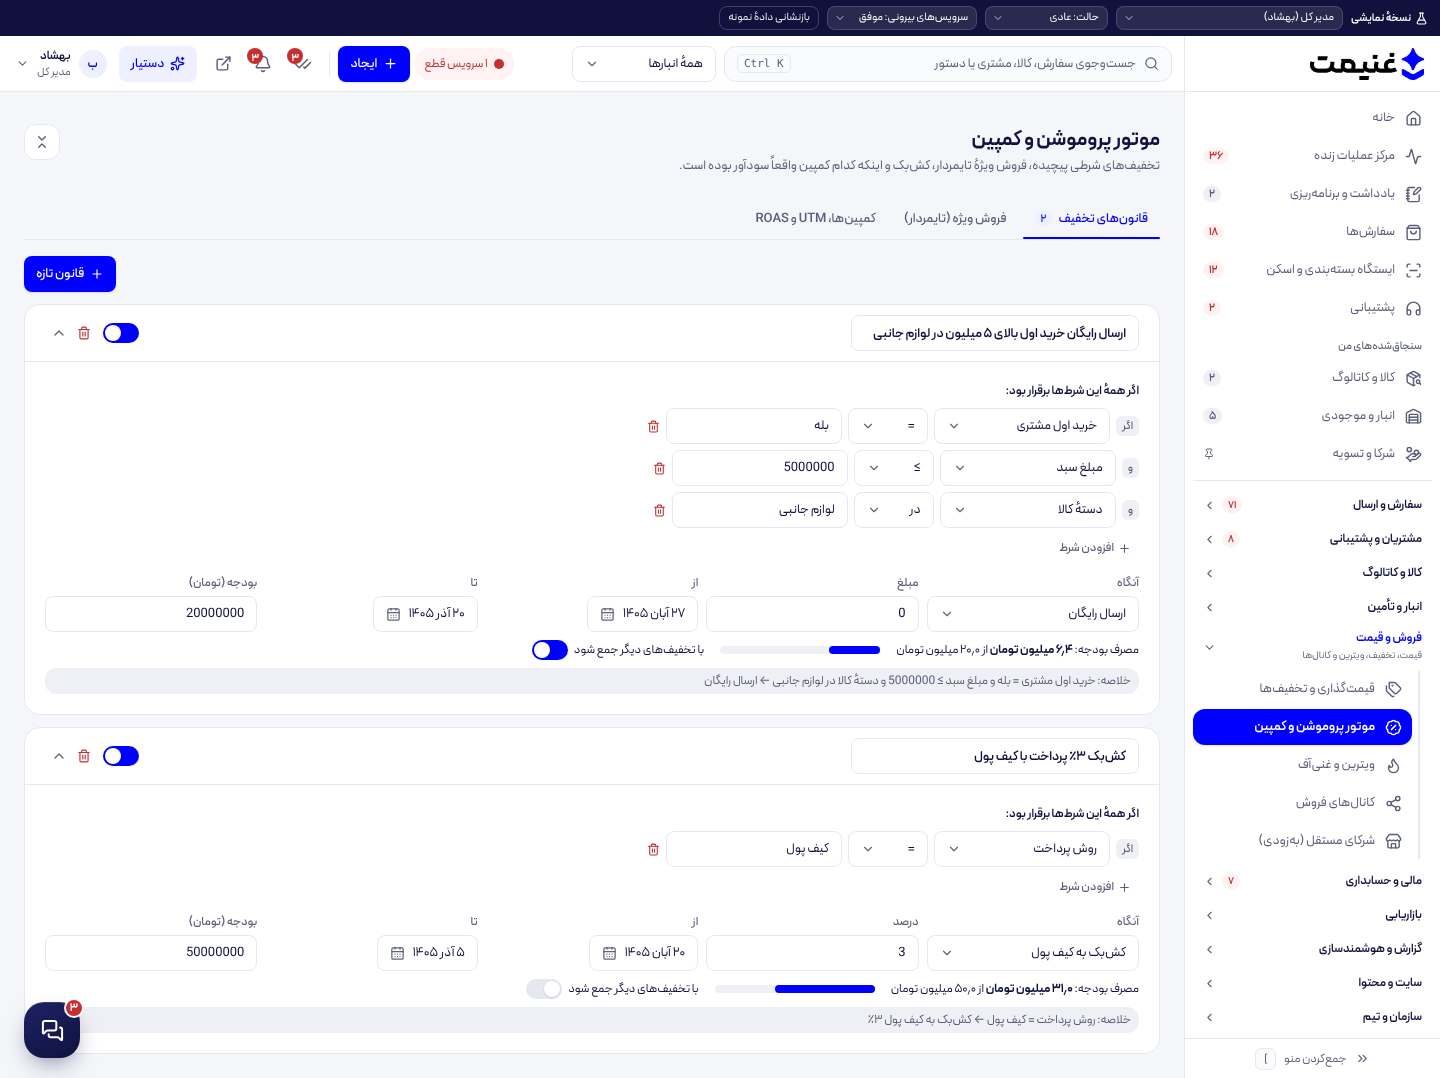 نسخهٔ نمایشی
مدیر کل (بهشاد)
حالت: عادی
سرویس‌های بیرونی: موفق
بازنشانی دادهٔ نمونه
غنیمت
جست‌وجوی سفارش، کالا، مشتری یا دستور
Ctrl K
همهٔ انبارها
۱ سرویس قطع
ایجاد
۳
۳
دستیار
ب
بهشاد
مدیر کل
خانه
مرکز عملیات زنده ۳۶
یادداشت و برنامه‌ریزی ۲
سفارش‌ها ۱۸
ایستگاه بسته‌بندی و اسکن ۱۲
پشتیبانی ۲
سنجاق‌شده‌های من
کالا و کاتالوگ ۲
انبار و موجودی ۵
شرکا و تسویه
سفارش و ارسال ۷۱
مشتریان و پشتیبانی ۸
کالا و کاتالوگ
انبار و تأمین
فروش و قیمت
قیمت، تخفیف، ویترین و کانال‌ها
قیمت‌گذاری و تخفیف‌ها
موتور پروموشن و کمپین
ویترین و غنی‌آف
کانال‌های فروش
شرکای مستقل (به‌زودی)
مالی و حسابداری ۷
بازاریابی
گزارش و هوشمندسازی
سایت و محتوا
سازمان و تیم
جمع‌کردن منو
[
موتور پروموشن و کمپین
تخفیف‌های شرطی پیچیده، فروش ویژهٔ تایمردار، کش‌بک و اینکه کدام کمپین واقعاً سودآور بوده است.
قانون‌های تخفیف ۲
فروش ویژه (تایمردار)
کمپین‌ها، UTM و ROAS
قانون تازه
ارسال رایگان خرید اول بالای ۵ میلیون در لوازم جانبی
اگر همهٔ این شرط‌ها برقرار بود:
اگر خرید اول مشتری = بله
و مبلغ سبد ≥ 5000000
و دستهٔ کالا در لوازم جانبی
افزودن شرط
آنگاه مبلغ از تا بودجه (تومان)
ارسال رایگان 0 ۲۷ آبان ۱۴۰۵ ۲۰ آذر ۱۴۰۵ 20000000
مصرف بودجه: ۶٫۴ میلیون تومان از ۲۰٫۰ میلیون تومان
با تخفیف‌های دیگر جمع شود
خلاصه: خرید اول مشتری = بله و مبلغ سبد ≥ 5000000 و دستهٔ کالا در لوازم جانبی ← ارسال رایگان
کش‌بک ۳٪ پرداخت با کیف پول
اگر همهٔ این شرط‌ها برقرار بود:
اگر روش پرداخت = کیف پول
افزودن شرط
آنگاه درصد از تا بودجه (تومان)
کش‌بک به کیف پول 3 ۲۰ آبان ۱۴۰۵ ۵ آذر ۱۴۰۵ 50000000
مصرف بودجه: ۳۱٫۰ میلیون تومان از ۵۰٫۰ میلیون تومان
با تخفیف‌های دیگر جمع شود
خلاصه: روش پرداخت = کیف پول ← کش‌بک به کیف پول ۳٪
۳